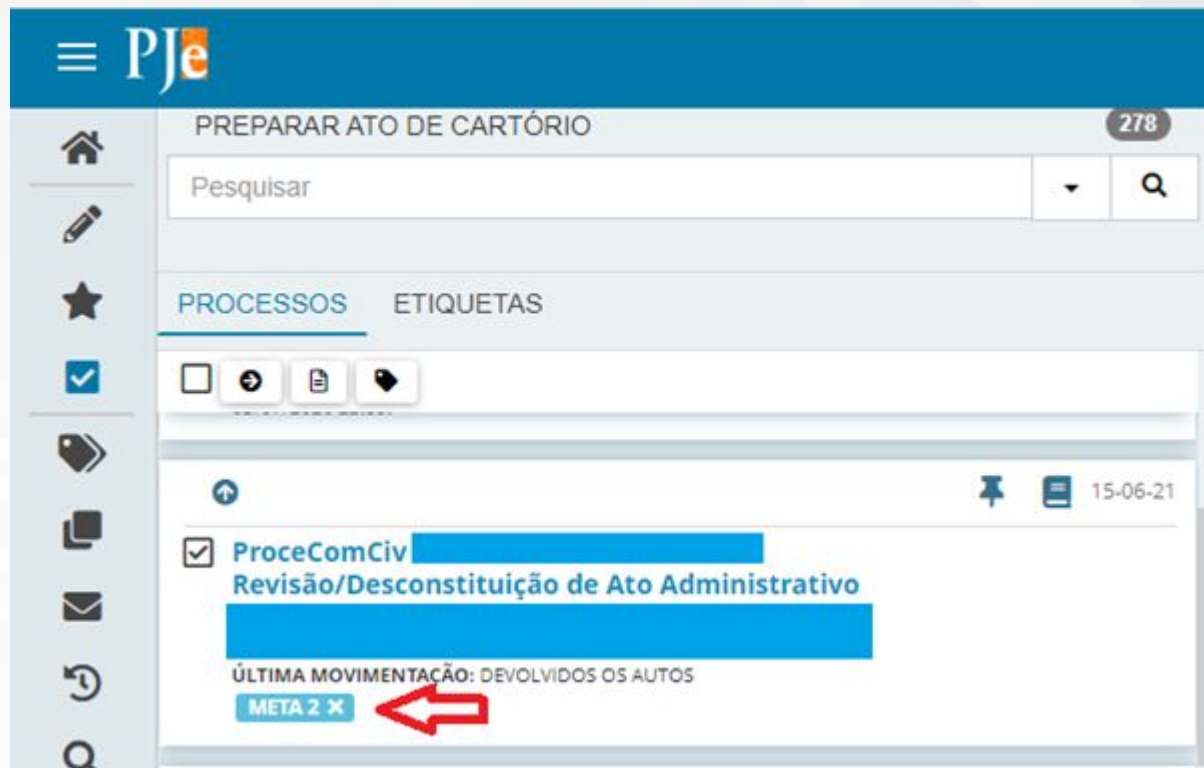 PJe
PREPARAR ATO DE CARTÓRIO 278
Pesquisar
PROCESSOS ETIQUETAS
15-06-21
ProceComCiv
Revisão/Desconstituição de Ato Administrativo
ÚLTIMA MOVIMENTAÇÃO: DEVOLVIDOS OS AUTOS
META 2 ×